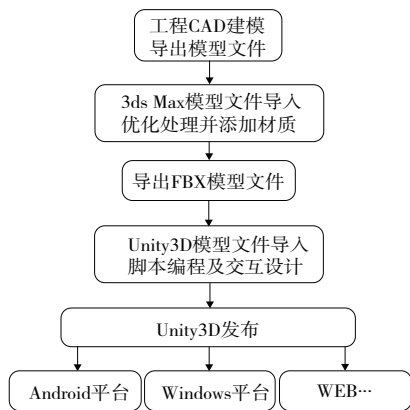 工程CAD建模
导出模型文件
3ds Max模型文件导入
优化处理并添加材质
导出FBX模型文件
Unity3D模型文件导入
脚本编程及交互设计
Unity3D发布
Android平台
Windows平台
WEB…